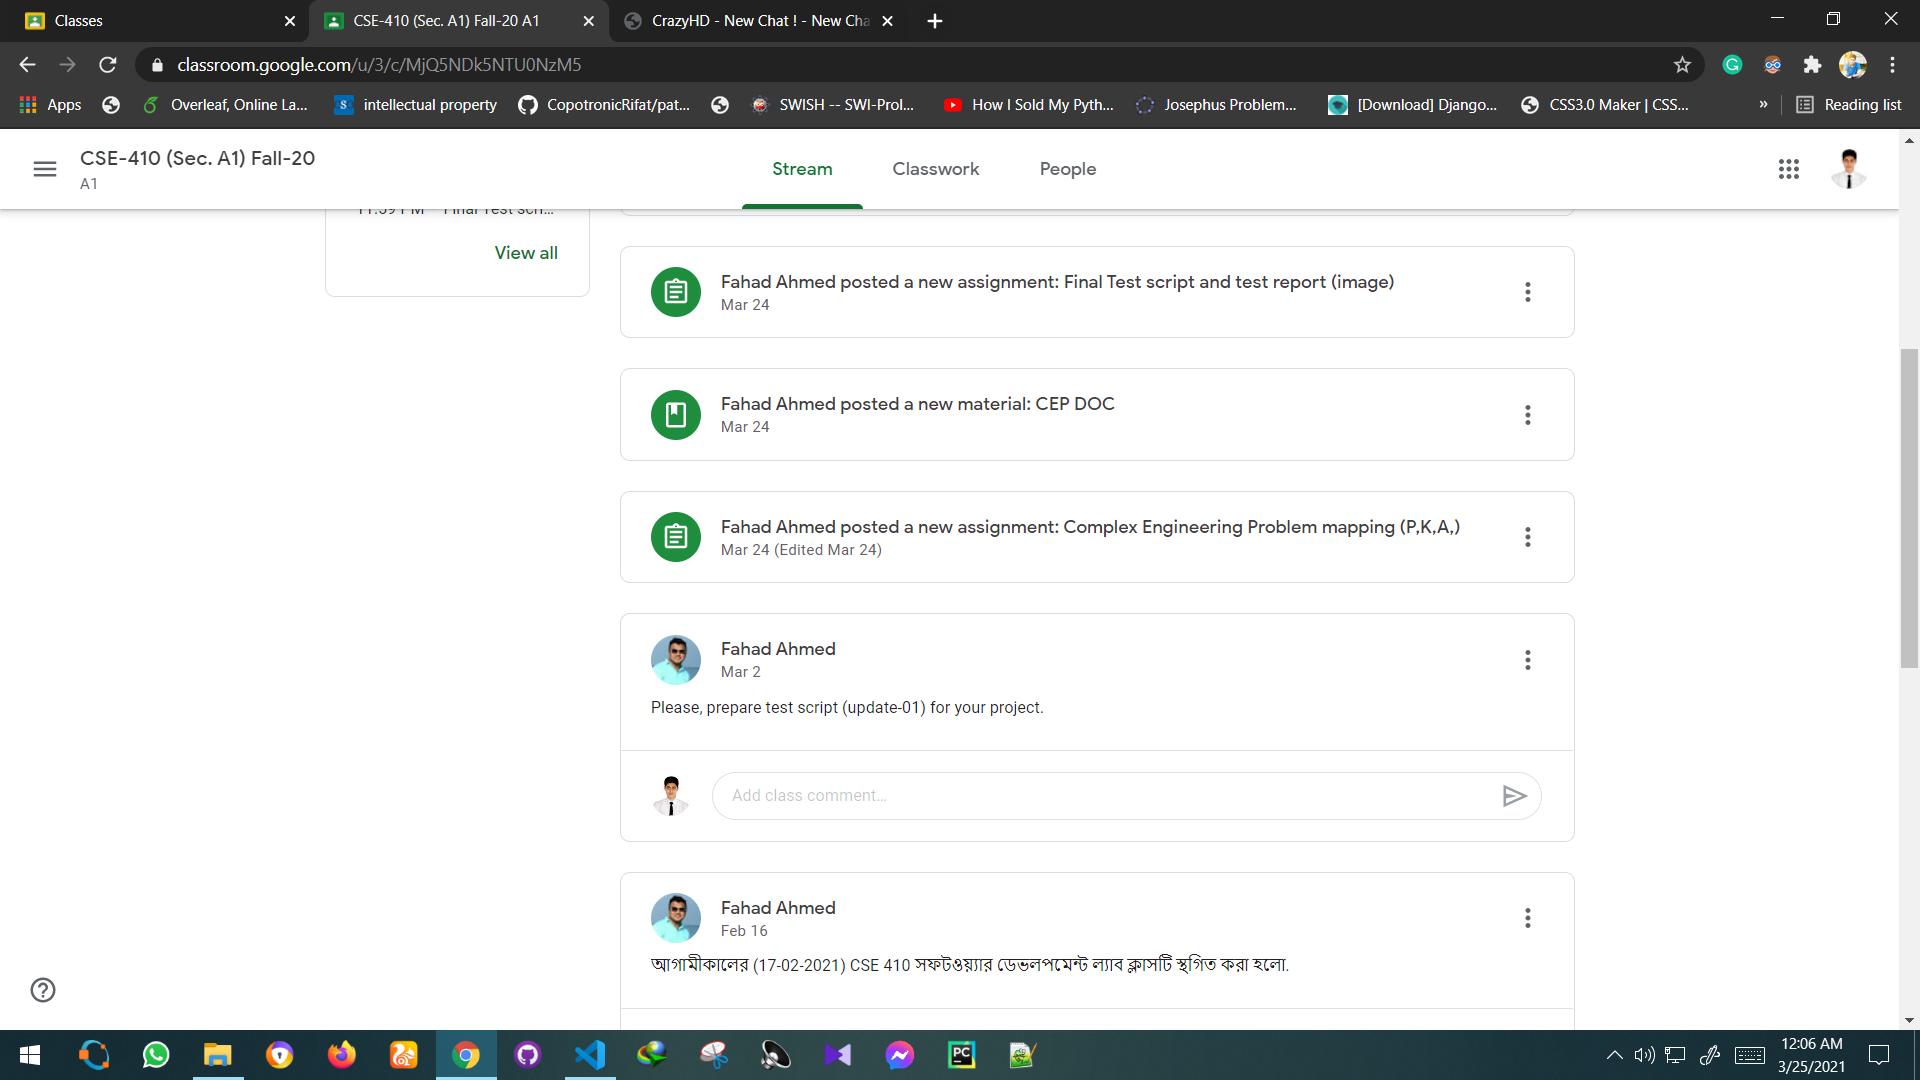 Classes
CSE-410 (Sec. A1) Fall-20 A1
CrazyHD - New Chat ! - New Cha
classroom.google.com/u/3/c/MjQ5NDk5NTU0NzM5
Apps
Overleaf, Online La...
intellectual property
CopotronicRifat/pat...
SWISH -- SWI-Prol...
How I Sold My Pyth...
Josephus Problem...
[Download] Django...
CSS3.0 Maker | CSS...
»
Reading list
CSE-410 (Sec. A1) Fall-20
A1
Stream
Classwork
People
11:59 PM – Final Test scri...
View all
Fahad Ahmed posted a new assignment: Final Test script and test report (image)
Mar 24
Fahad Ahmed posted a new material: CEP DOC
Mar 24
Fahad Ahmed posted a new assignment: Complex Engineering Problem mapping (P,K,A,)
Mar 24 (Edited Mar 24)
Fahad Ahmed
Mar 2
Please, prepare test script (update-01) for your project.
Add class comment...
Fahad Ahmed
Feb 16
আগামীকালের (17-02-2021) CSE 410 সফটওয়্যার ডেভলপমেন্ট ল্যাব ক্লাসটি স্থগিত করা হলো.
12:06 AM
3/25/2021